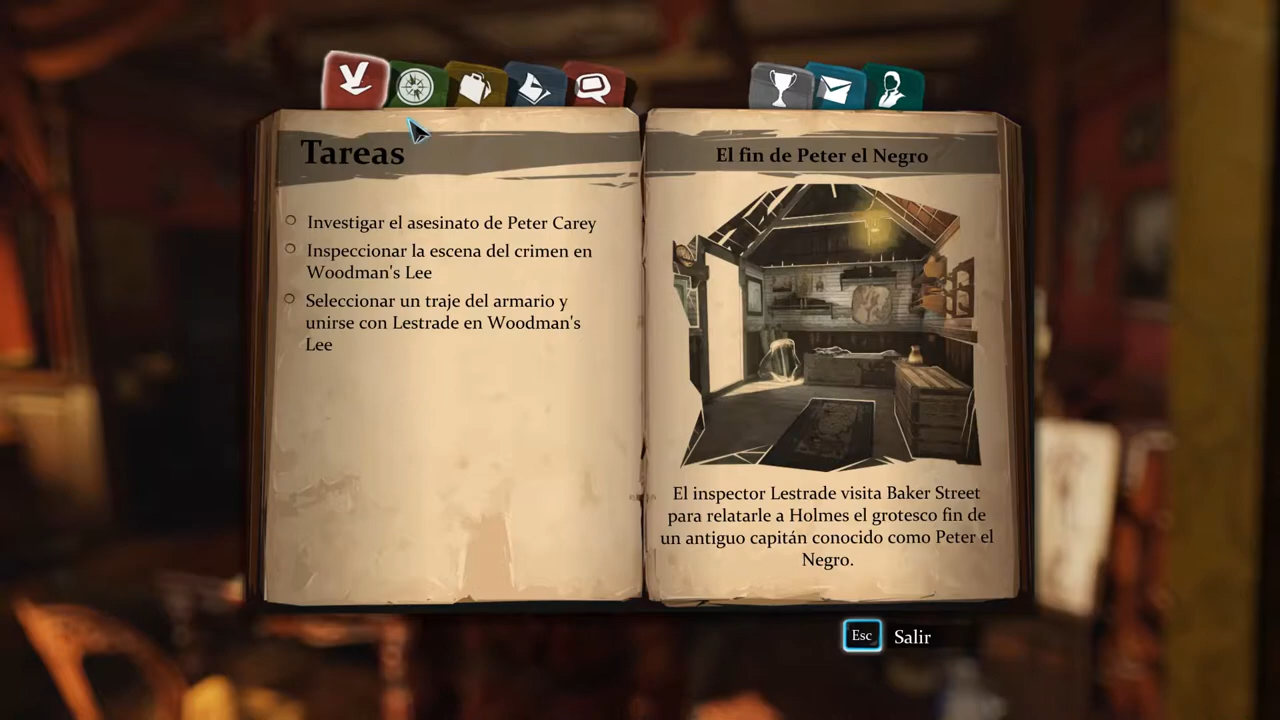 Tareas
Investigar el asesinato de Peter Carey
Inspeccionar la escena del crimen en
Woodman's Lee
Seleccionar un traje del armario y
unirse con Lestrade en Woodman's
Lee
El fin de Peter el Negro
El inspector Lestrade visita Baker Street
para relatarle a Holmes el grotesco fin de
un antiguo capitán conocido como Peter el
Negro.
Esc Salir